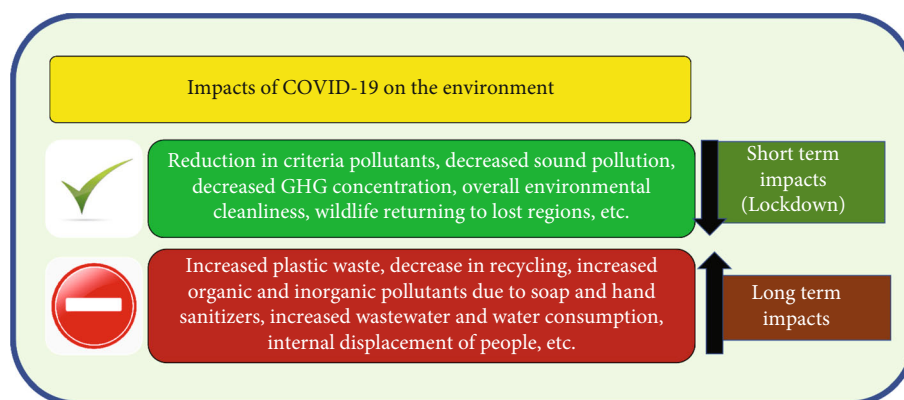 Impacts of COVID-19 on the environment
Reduction in criteria pollutants, decreased sound pollution,
decreased GHG concentration, overall environmental
cleanliness, wildlife returning to lost regions, etc.
Short term
impacts
(Lockdown)
Increased plastic waste, decrease in recycling, increased
organic and inorganic pollutants due to soap and hand
sanitizers, increased wastewater and water consumption,
internal displacement of people, etc.
Long term
impacts